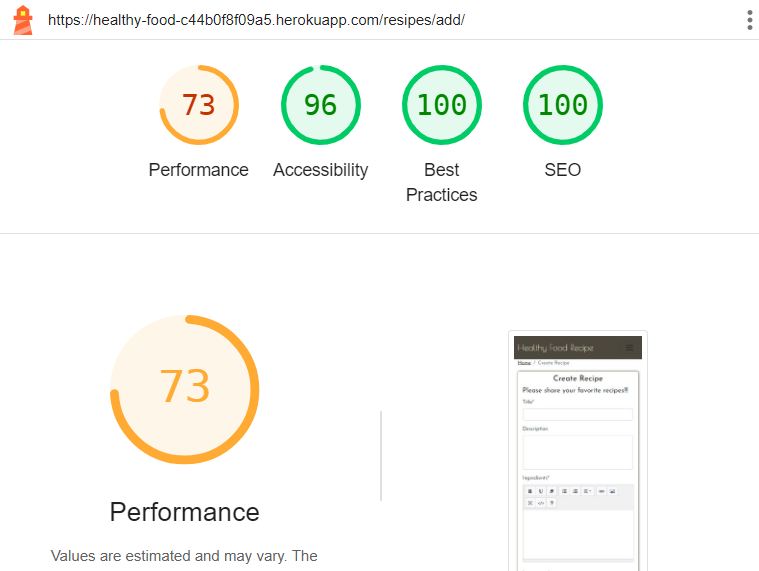 https://healthy-food-c44b0f8f09a5.herokuapp.com/resipes/add/
73
96
100
100
Performance
Accessibility
Best
Practices
SEO
73
Performance
Values are estimated and may vary. The
Healthy Food Recipe
Home / Create Recipe
Create Recipe
Please share your favorite recipes!!!
Title*
Description
Ingredients*